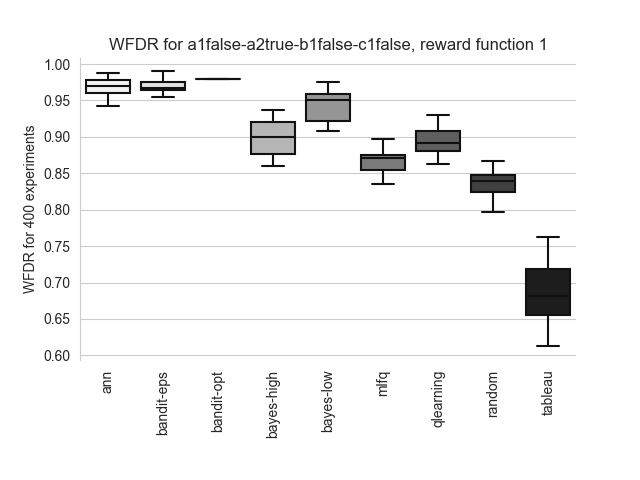 WFDR for a1false-a2true-b1false-c1false, reward function 1
WFDR for 400 experiments
1.00
0.95
0.90
0.85
0.80
0.75
0.70
0.65
0.60
ann
bandit-eps
bandit-opt
bayes-high
bayes-low
mlfq
qlearning
random
tableau